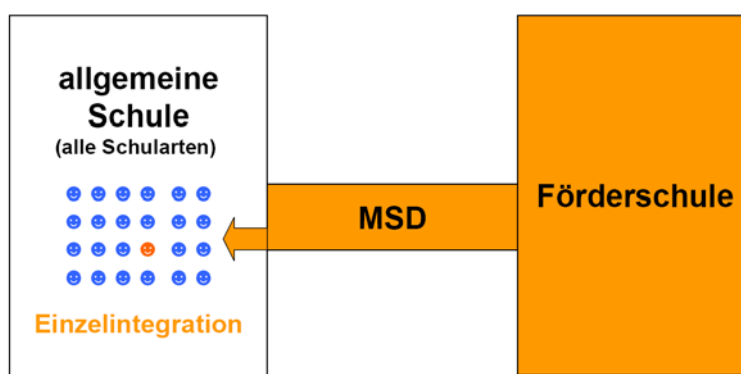 allgemeine
Schule
(alle Schularten)
Einzelintegration
MSD
Förderschule